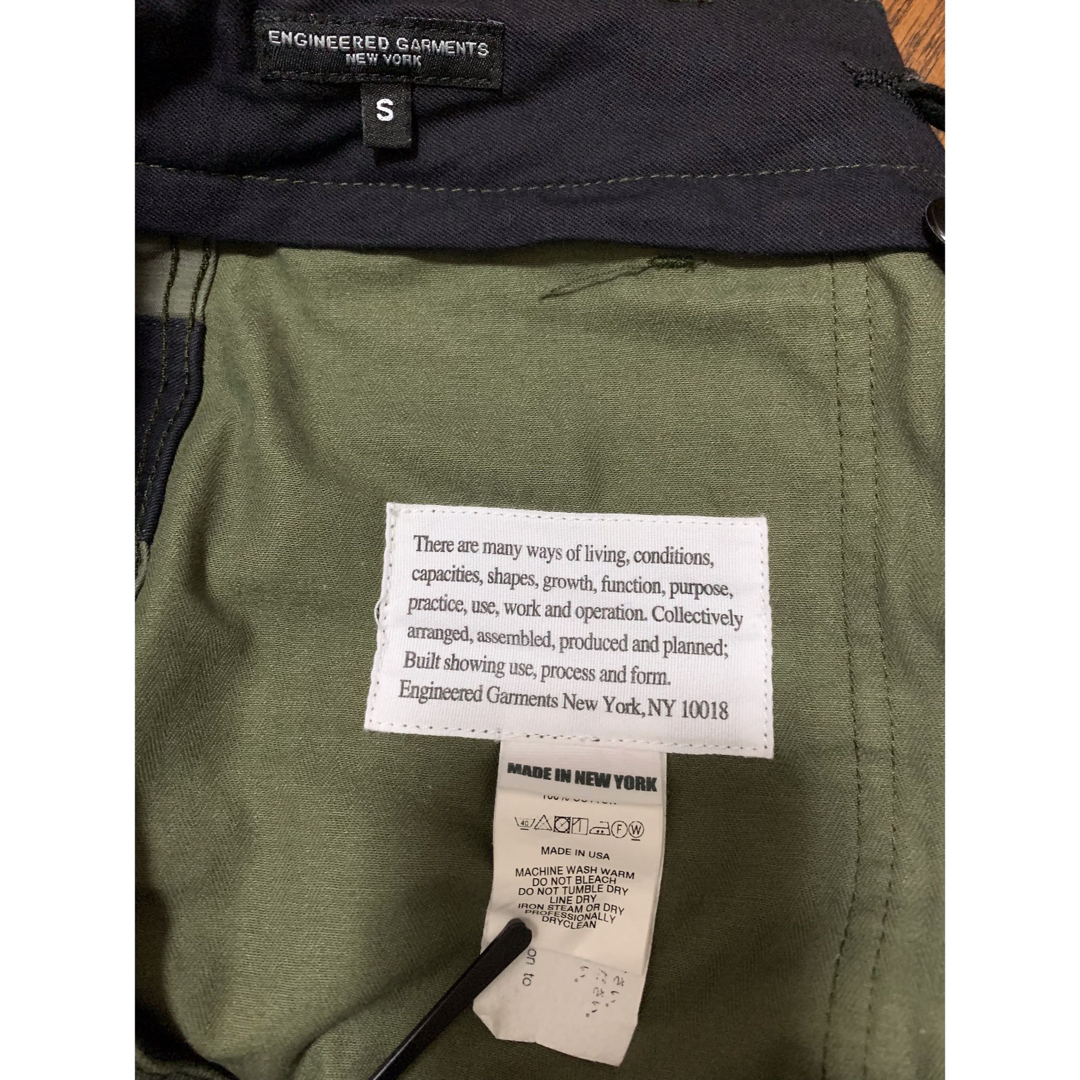 ENGINEERED GARMENTS
NEW YORK
S
There are many ways of living, conditions,
capacities, shapes, growth, function, purpose,
practice, use, work and operation. Collectively
arranged, assembled, produced and planned;
Built showing use, process and form.
Engineered Garments New York, NY 10018
MADE IN NEW YORK
40 F W
MADE IN USA
MACHINE WASH WARM
DO NOT BLEACH
DO NOT TUMBLE DRY
LINE DRY
IRON STEAM OR DRY
PROFESSIONALLY
DRYCLEAN
on to